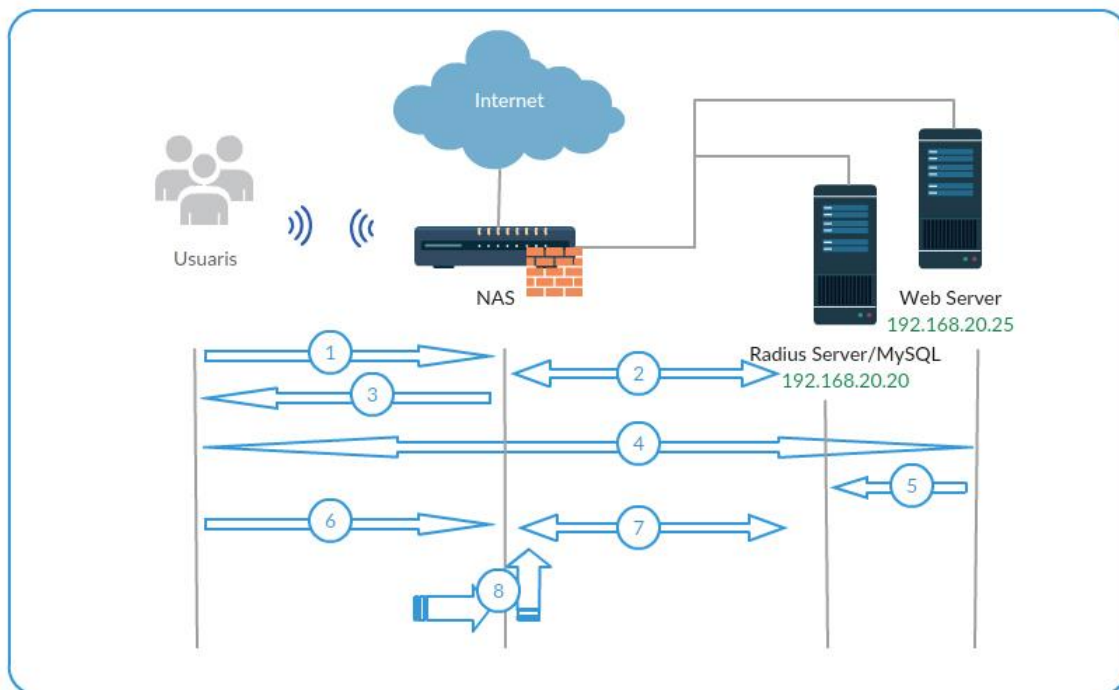 Internet
Usuaris
NAS
Web Server
192.168.20.25
Radius Server/MySQL
192.168.20.20
1
2
3
4
5
6
7
8